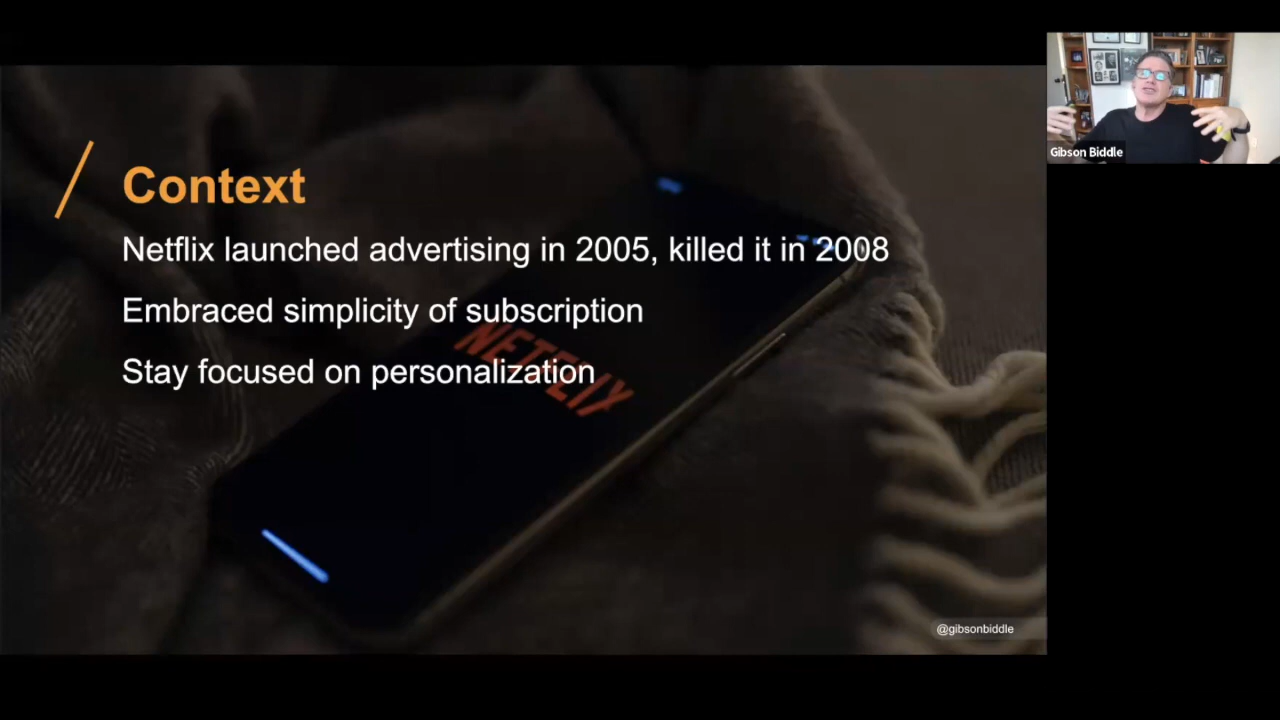 Context
Netflix launched advertising in 2005, killed it in 2008
Embraced simplicity of subscription
NETFLIX
Stay focused on personalization
@gibsonbiddle
Gibson Biddle